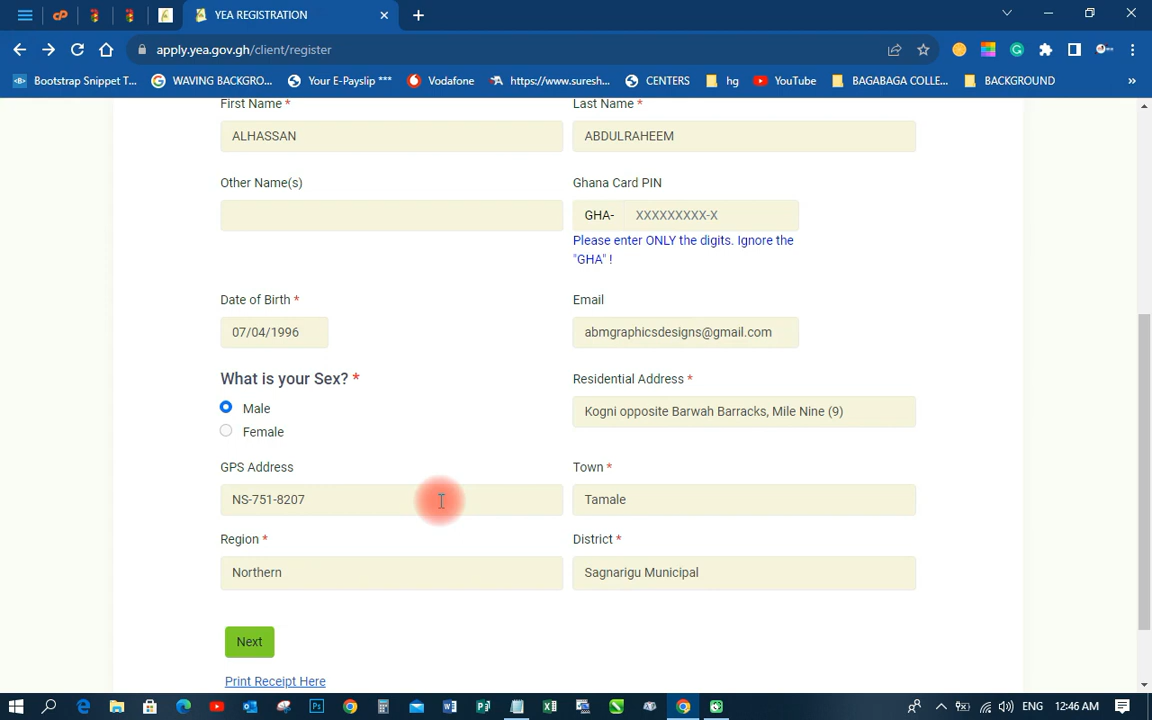 YEA REGISTRATION
apply.yea.gov.gh/client/register
Bootstrap Snippet T... WAVING BACKGRO... Your E-Payslip *** Vodafone https://www.suresh... CENTERS hg YouTube BAGABAGA COLLE... BACKGROUND »
First Name * Last Name *
ALHASSAN ABDULRAHEEM
Other Name(s) Ghana Card PIN
GHA- XXXXXXXXX-X
Please enter ONLY the digits. Ignore the
"GHA" !
Date of Birth * Email
07/04/1996 abmgraphicsdesigns@gmail.com
What is your Sex? * Residential Address *
Male
Kogni opposite Barwah Barracks, Mile Nine (9)
Female
GPS Address Town *
NS-751-8207 Tamale
Region * District *
Northern Sagnarigu Municipal
Next
Print Receipt Here
ENG 12:46 AM